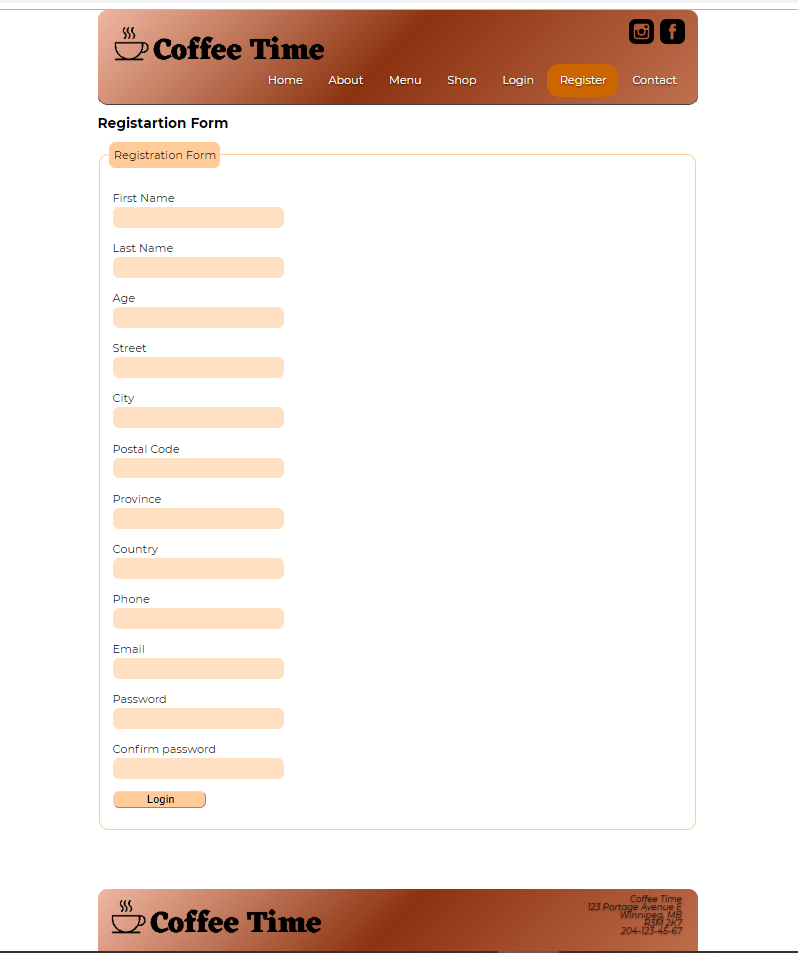 Coffee Time
Home About Menu Shop Login Register Contact
Registartion Form
Registration Form
First Name
Last Name
Age
Street
City
Postal Code
Province
Country
Phone
Email
Password
Confirm password
Login
Coffee Time
Coffee Time
123 Portage Avenue E
Winnipeg, MB
R3M 2K7
204-123-45-67